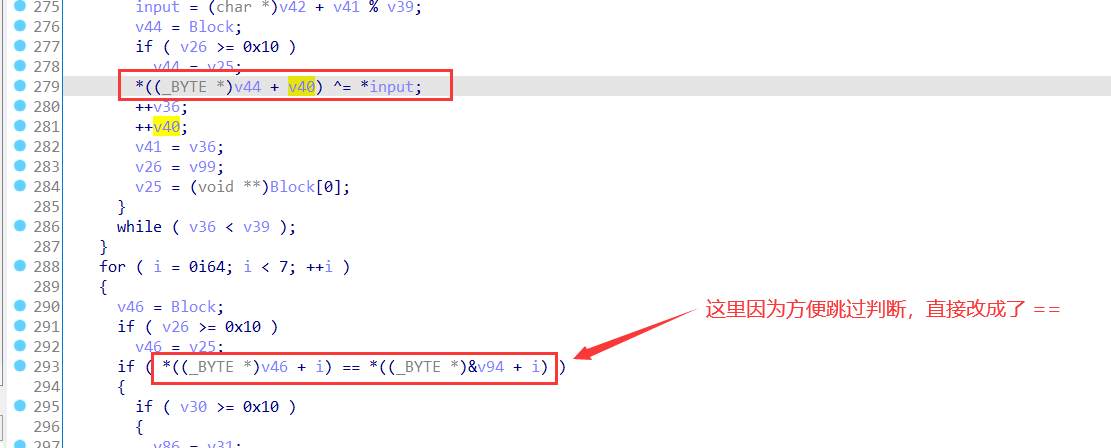 275 input = (char *)v42 + v41 % v39;
276 v44 = Block;
277 if ( v26 >= 0x10 )
278 v44 = v25;
279 *((_BYTE *)v44 + v40) ^= *input;
280 ++v36;
281 ++v40;
282 v41 = v36;
283 v26 = v99;
284 v25 = (void **)Block[0];
285 }
286 while ( v36 < v39 );
287 }
288 for ( i = 0i64; i < 7; ++i )
289 {
290 v46 = Block;
这里因为方便跳过判断，直接改成了 ==
291 if ( v26 >= 0x10 )
292 v46 = v25;
293 if ( *((_BYTE *)v46 + i) == *((_BYTE *)&v94 + i) )
294 {
295 if ( v30 >= 0x10 )
296 {
297 v86 = v31;